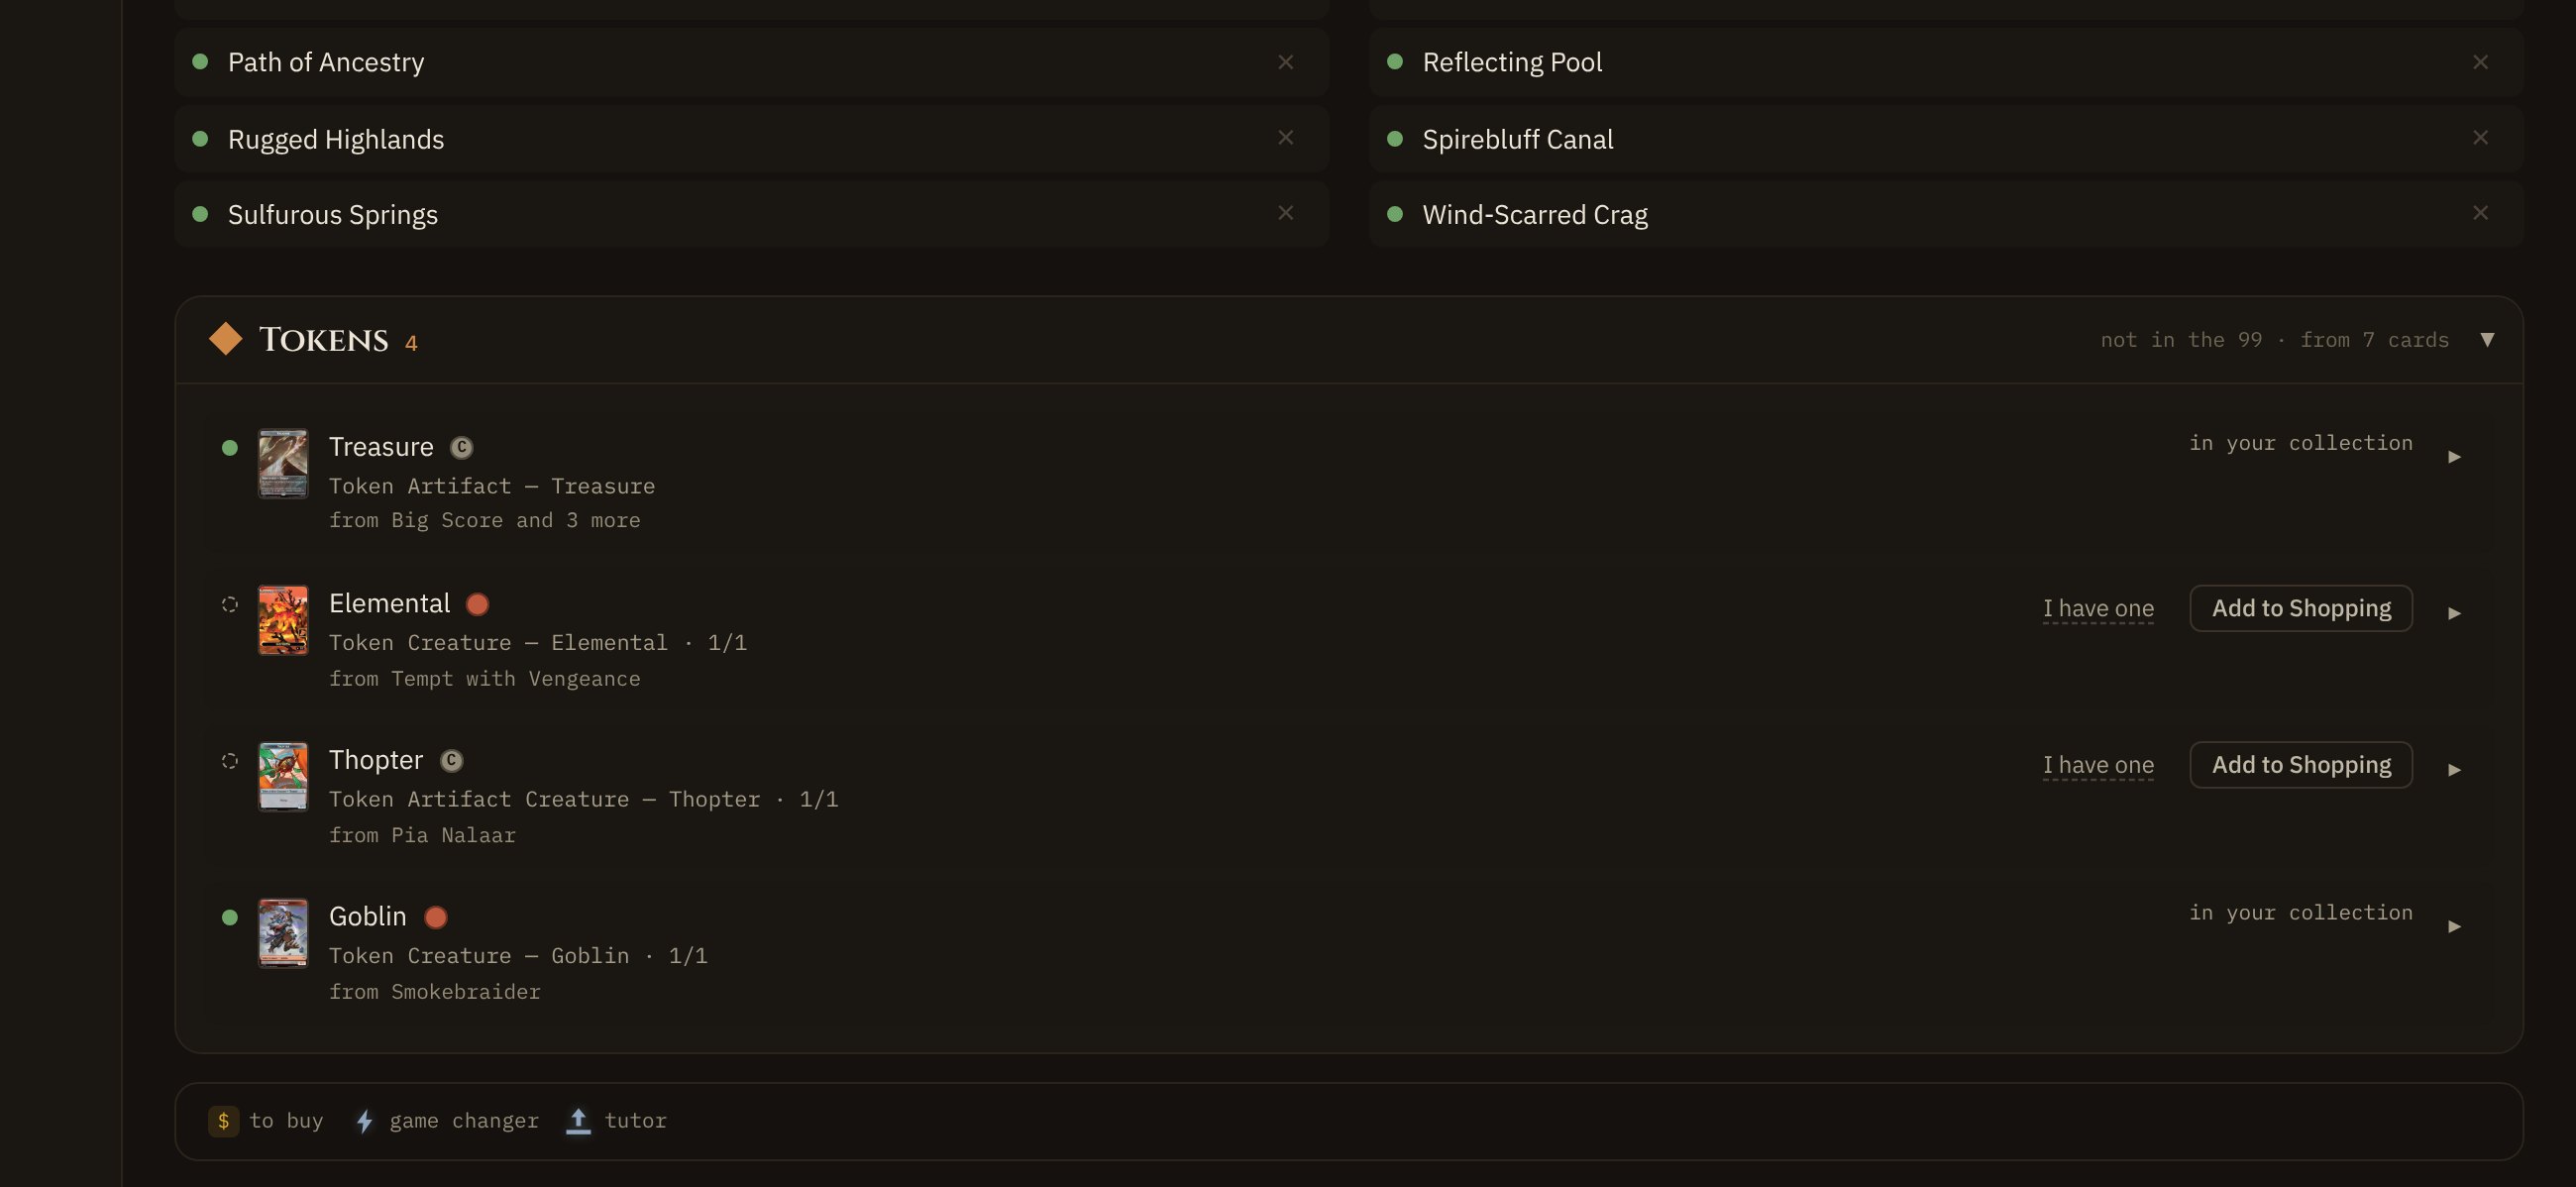 Path of Ancestry ×
Reflecting Pool ×
Rugged Highlands ×
Spirebluff Canal ×
Sulfurous Springs ×
Wind-Scarred Crag ×
Tokens 4
not in the 99 · from 7 cards ▼
Treasure C
in your collection ▶
Token Artifact — Treasure
from Big Score and 3 more
Elemental
I have one
Add to Shopping ▶
Token Creature — Elemental · 1/1
from Tempt with Vengeance
Thopter C
I have one
Add to Shopping ▶
Token Artifact Creature — Thopter · 1/1
from Pia Nalaar
Goblin
in your collection ▶
Token Creature — Goblin · 1/1
from Smokebraider
$ to buy
game changer
tutor